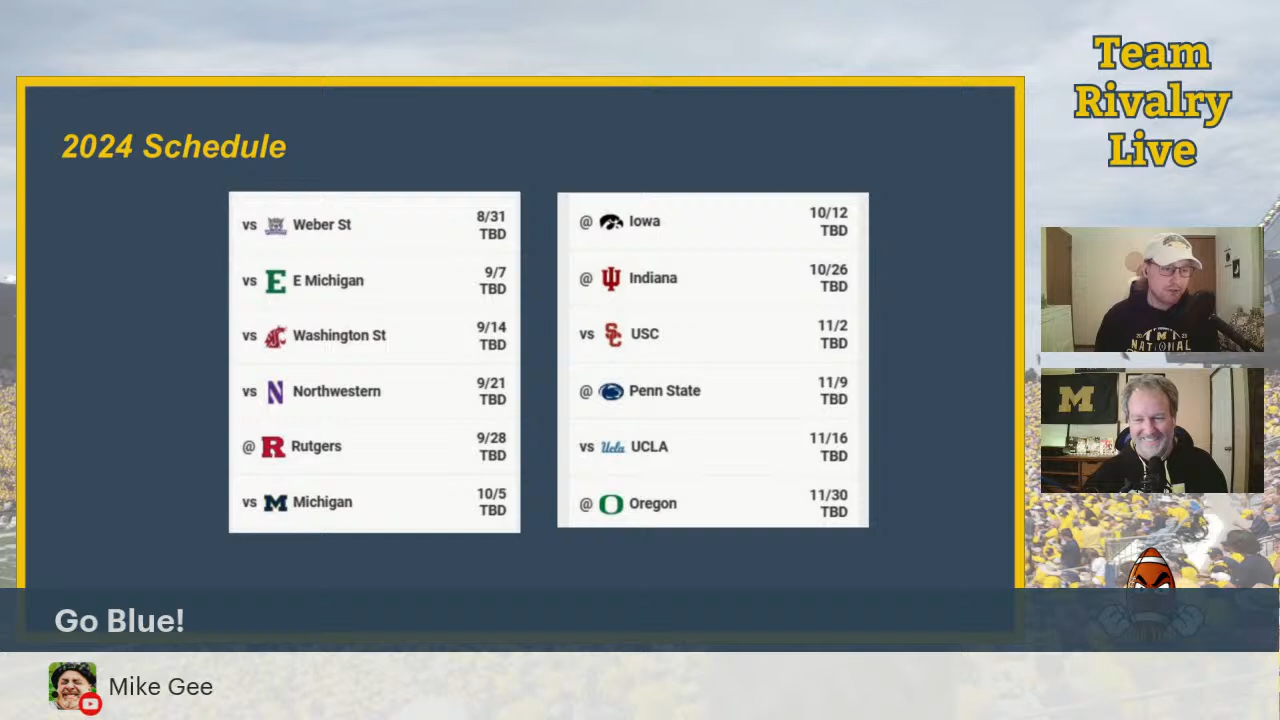 Team
Rivalry
Live
2024 Schedule
vs Weber St 8/31
TBD
vs E Michigan 9/7
TBD
vs Washington St 9/14
TBD
vs N Northwestern 9/21
TBD
@ R Rutgers 9/28
TBD
vs M Michigan 10/5
TBD
@ Iowa 10/12
TBD
@ Indiana 10/26
TBD
vs SC USC 11/2
TBD
@ Penn State 11/9
TBD
vs Ucla UCLA 11/16
TBD
@ O Oregon 11/30
TBD
NATIONAL
M
Go Blue!
Mike Gee